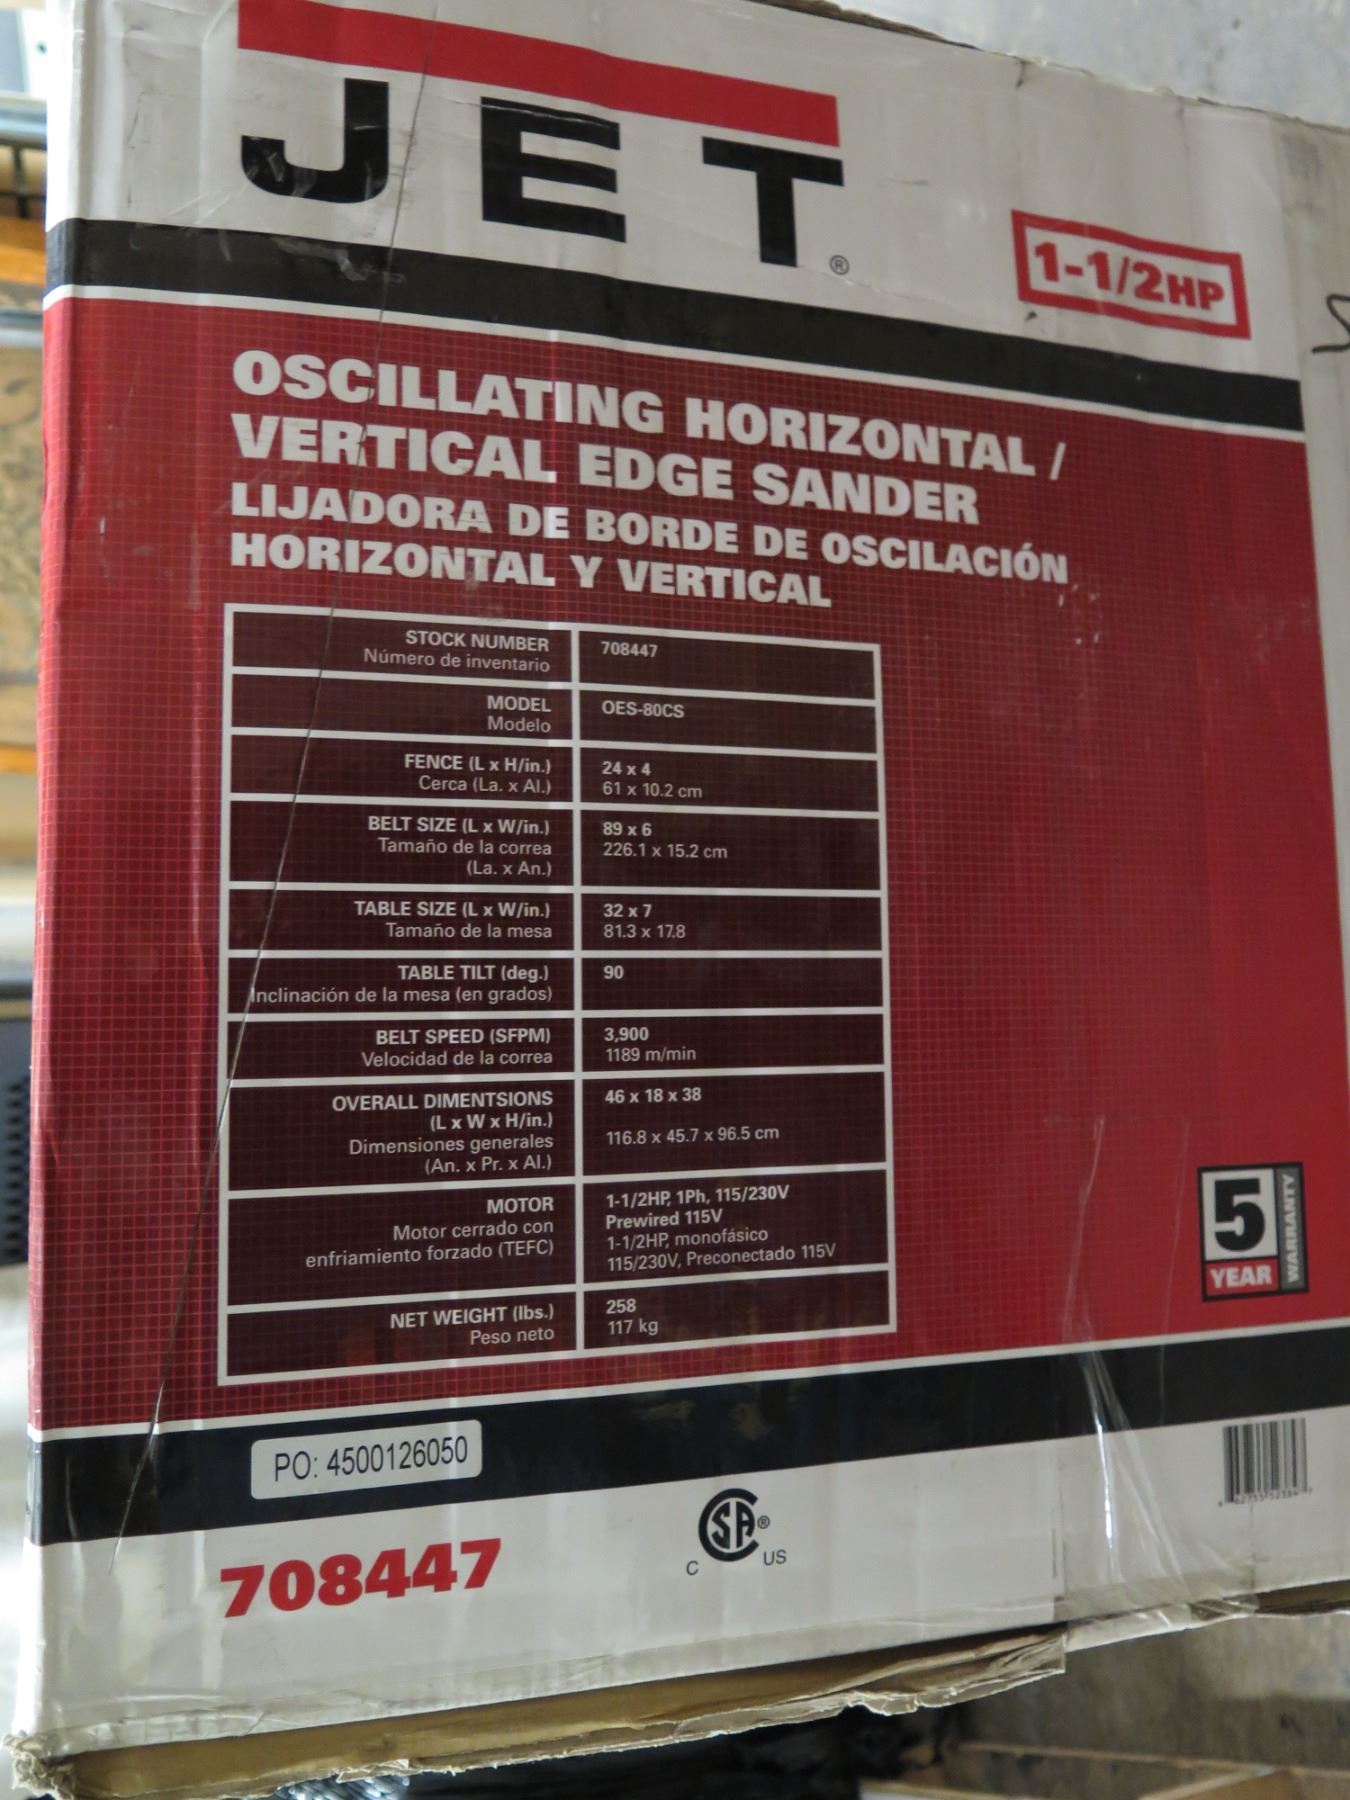 JET®
1-1/2HP
OSCILLATING HORIZONTAL /
VERTICAL EDGE SANDER
LIJADORA DE BORDE DE OSCILACIÓN
HORIZONTAL Y VERTICAL
STOCK NUMBER 708447
Número de inventario
MODEL OES-80CS
Modelo
FENCE (L x H/in.) 24 x 4
Cerca (La. x Al.) 61 x 10.2 cm
BELT SIZE (L x W/in.) 89 x 6
Tamaño de la correa 226.1 x 15.2 cm
(La. x An.)
TABLE SIZE (L x W/in.) 32 x 7
Tamaño de la mesa 81.3 x 17.8
TABLE TILT (deg.) 90
Inclinación de la mesa (en grados)
BELT SPEED (SFPM) 3,900
Velocidad de la correa 1189 m/min
OVERALL DIMENTSIONS 46 x 18 x 38
(L x W x H/in.)
Dimensiones generales 116.8 x 45.7 x 96.5 cm
(An. x Pr. x Al.)
MOTOR 1-1/2HP, 1Ph, 115/230V
Prewired 115V
Motor cerrado con 1-1/2HP, monofásico
enfriamiento forzado (TEFC) 115/230V, Preconectado 115V
NET WEIGHT (lbs.) 258
Peso neto 117 kg
5
YEAR
WARRANTY
PO: 4500126050
708447
C SA® US